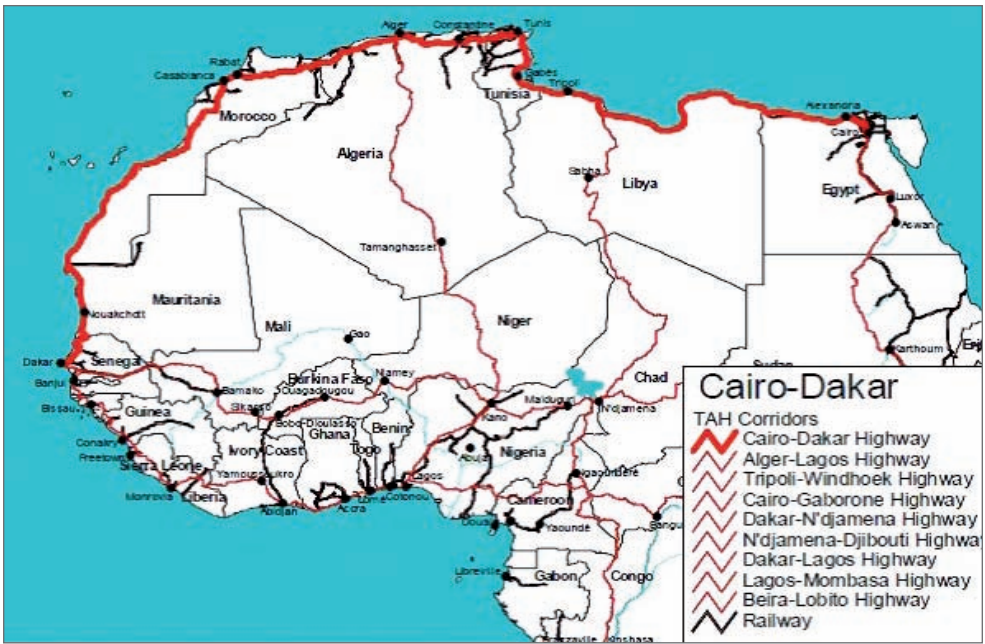 Alger
Constantine
Tunis
Rabat
Casablanca
Gabès
Tripoli
Tunisia
Morocco
Alexandria
Cairo
Algeria
Sabha
Libya
Egypt
Luxor
Aswan
Tamanghasset
Mauritania
Nouakchott
Mali
Niger
Gao
Karthoum
Dakar
Senegal
Chad
Sudan
Banjul
Burkina Faso
Niamey
Bamako
Ouagadougou
Bissau
Guinea
Sikasso
Bobo-Dioulasso
Benin
Kano
Maiduguri
N'djamena
Conakry
Ghana
Freetown
Ivory Coast
Togo
Abuja
Nigeria
Sierra Leone
Yamoussoukro
Lagos
Ngaoundéré
Monrovia
Liberia
Lomé
Cotonou
Cameroon
Abidjan
Accra
Douala
Yaoundé
Bangu
Libreville
Gabon
Congo
Brazzaville
Kinshasa
Cairo-Dakar
TAH Corridors
Cairo-Dakar Highway
Alger-Lagos Highway
Tripoli-Windhoek Highway
Cairo-Gaborone Highway
Dakar-N'djamena Highway
N'djamena-Djibouti Highway
Dakar-Lagos Highway
Lagos-Mombasa Highway
Beira-Lobito Highway
Railway